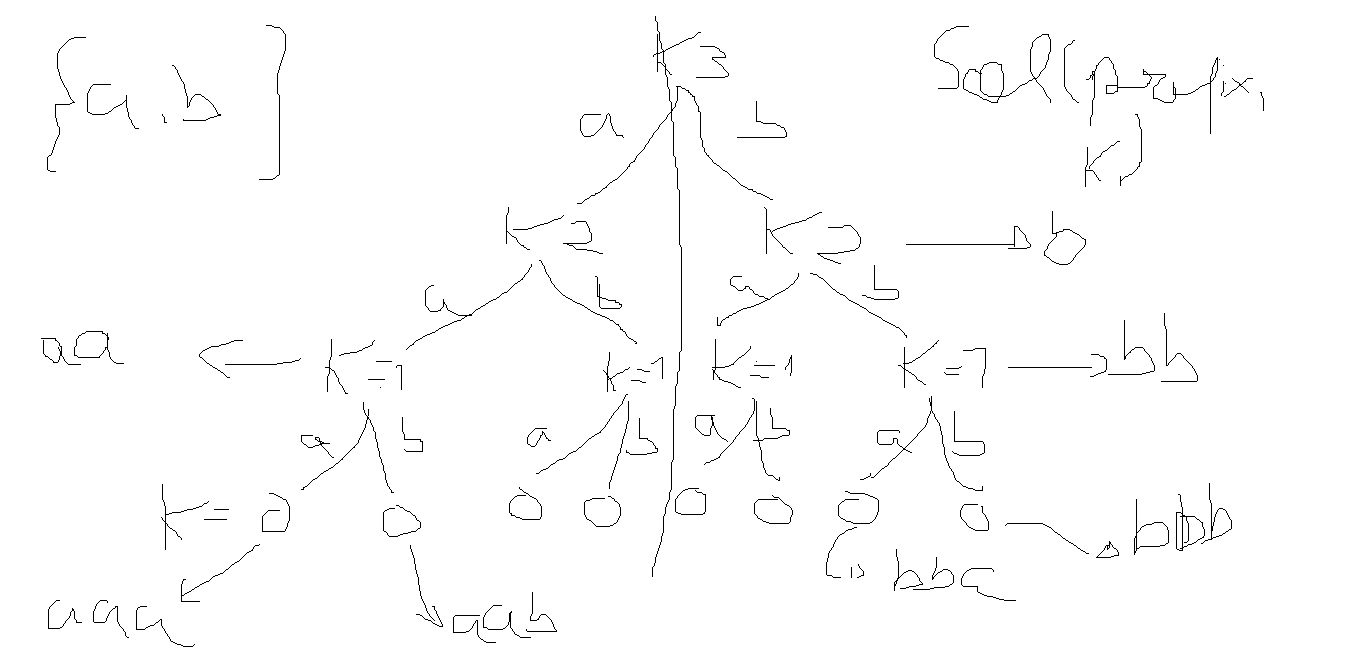 {a,b}
K=3
Soll(prefix,
K)
a b
K=2 K=2 → b
a b a b
aa ← K=1 K=1 K=1 K=1 → bb
a b a b a b a b
K=0 0 0 0 0 0 0 0 → bbb
aaa aab bba